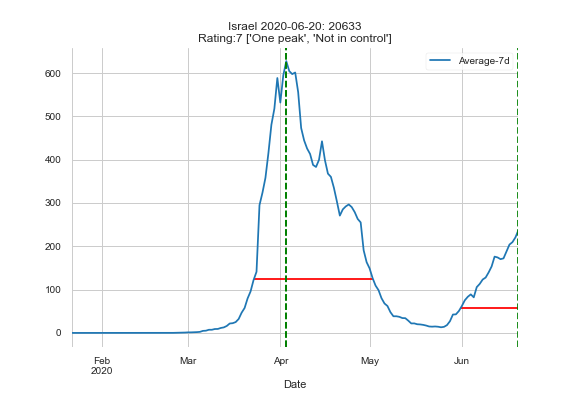 Israel 2020-06-20: 20633
Rating:7 ['One peak', 'Not in control']
Average-7d
600
500
400
300
200
100
0
Feb
2020
Mar
Apr
May
Jun
Date